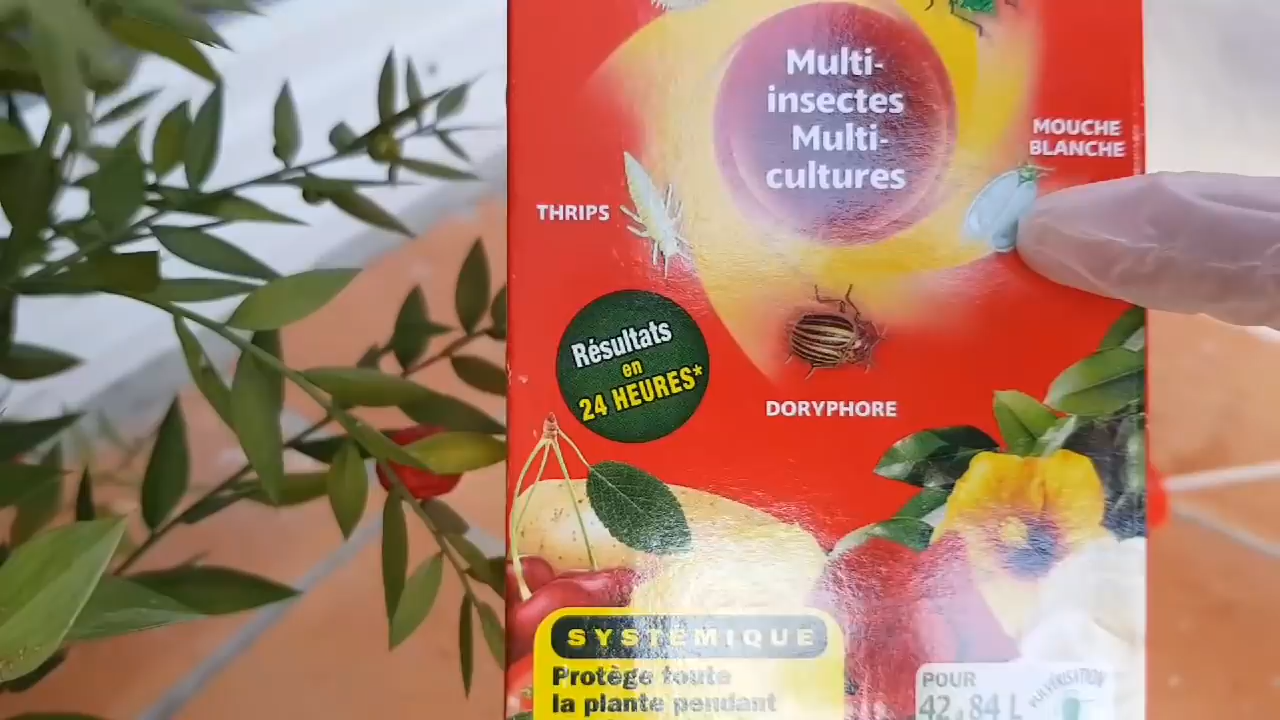 Multi-
insectes
Multi-
cultures
MOUCHE
BLANCHE
THRIPS
Résultats
en
24 HEURES*
DORYPHORE
SYSTÉMIQUE
Protège toute
la plante pendant
POUR
42,84 L
PULVÉRISATION